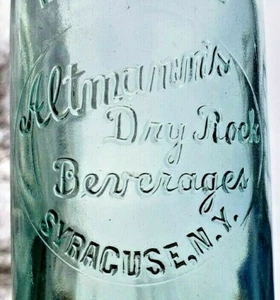 Altmann's
Dry Rock
Beverages
SYRACUSE, N.Y.